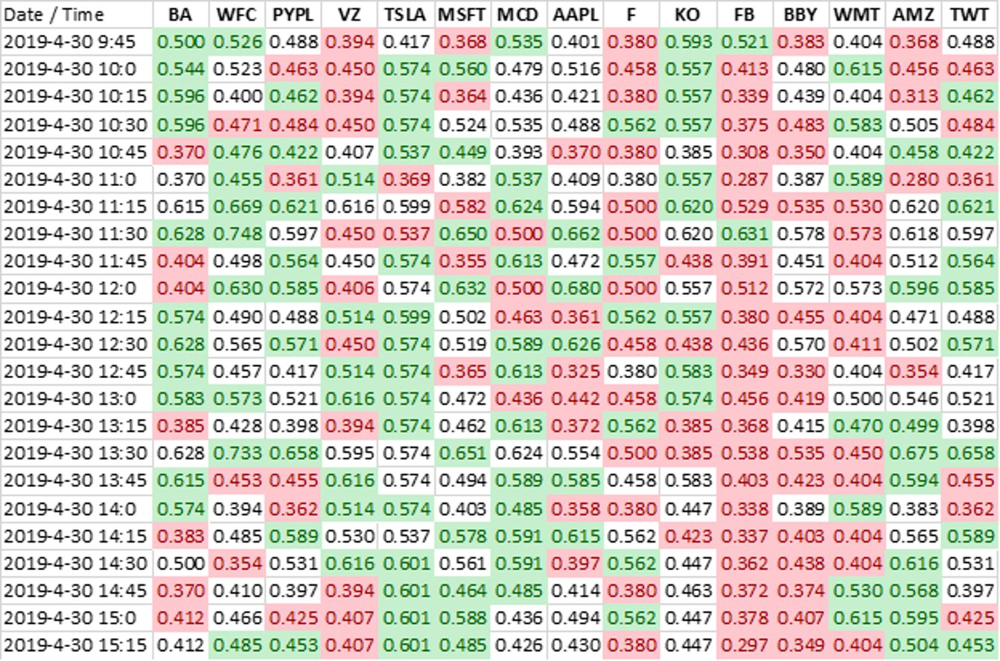 Date / Time BA WFC PYPL VZ TSLA MSFT MCD AAPL F KO FB BBY WMT AMZ TWT
2019-4-30 9:45 0.500 0.526 0.488 0.394 0.417 0.368 0.535 0.401 0.380 0.593 0.521 0.383 0.404 0.368 0.488
2019-4-30 10:0 0.544 0.523 0.463 0.450 0.574 0.560 0.479 0.516 0.458 0.557 0.413 0.480 0.615 0.456 0.463
2019-4-30 10:15 0.596 0.400 0.462 0.394 0.574 0.364 0.436 0.421 0.380 0.557 0.339 0.439 0.404 0.313 0.462
2019-4-30 10:30 0.596 0.471 0.484 0.450 0.574 0.524 0.535 0.488 0.562 0.557 0.375 0.483 0.583 0.505 0.484
2019-4-30 10:45 0.370 0.476 0.422 0.407 0.537 0.449 0.393 0.370 0.380 0.385 0.308 0.350 0.404 0.458 0.422
2019-4-30 11:0 0.370 0.455 0.361 0.514 0.369 0.382 0.537 0.409 0.380 0.557 0.287 0.387 0.589 0.280 0.361
2019-4-30 11:15 0.615 0.669 0.621 0.616 0.599 0.582 0.624 0.594 0.500 0.620 0.529 0.535 0.530 0.620 0.621
2019-4-30 11:30 0.628 0.748 0.597 0.450 0.537 0.650 0.500 0.662 0.500 0.620 0.631 0.578 0.573 0.618 0.597
2019-4-30 11:45 0.404 0.498 0.564 0.450 0.574 0.355 0.613 0.472 0.557 0.438 0.391 0.451 0.404 0.512 0.564
2019-4-30 12:0 0.404 0.630 0.585 0.406 0.574 0.632 0.500 0.680 0.500 0.557 0.512 0.572 0.573 0.596 0.585
2019-4-30 12:15 0.574 0.490 0.488 0.514 0.599 0.502 0.463 0.361 0.562 0.557 0.380 0.455 0.404 0.471 0.488
2019-4-30 12:30 0.628 0.565 0.571 0.450 0.574 0.519 0.589 0.626 0.458 0.438 0.436 0.570 0.411 0.502 0.571
2019-4-30 12:45 0.574 0.457 0.417 0.514 0.574 0.365 0.613 0.325 0.380 0.583 0.349 0.330 0.404 0.354 0.417
2019-4-30 13:0 0.583 0.573 0.521 0.616 0.574 0.472 0.436 0.442 0.458 0.574 0.456 0.419 0.500 0.546 0.521
2019-4-30 13:15 0.385 0.428 0.398 0.394 0.574 0.462 0.613 0.372 0.562 0.385 0.368 0.415 0.470 0.499 0.398
2019-4-30 13:30 0.628 0.733 0.658 0.595 0.574 0.651 0.624 0.554 0.500 0.385 0.538 0.535 0.450 0.675 0.658
2019-4-30 13:45 0.615 0.453 0.455 0.616 0.574 0.494 0.589 0.585 0.458 0.583 0.403 0.423 0.404 0.594 0.455
2019-4-30 14:0 0.574 0.394 0.362 0.514 0.574 0.403 0.485 0.358 0.380 0.447 0.338 0.389 0.589 0.383 0.362
2019-4-30 14:15 0.383 0.485 0.589 0.530 0.537 0.578 0.591 0.615 0.562 0.423 0.337 0.403 0.404 0.565 0.589
2019-4-30 14:30 0.500 0.354 0.531 0.616 0.601 0.561 0.591 0.397 0.562 0.447 0.362 0.438 0.404 0.616 0.531
2019-4-30 14:45 0.370 0.410 0.397 0.394 0.601 0.464 0.485 0.414 0.380 0.463 0.372 0.374 0.530 0.568 0.397
2019-4-30 15:0 0.412 0.466 0.425 0.407 0.601 0.588 0.436 0.494 0.562 0.447 0.378 0.407 0.615 0.595 0.425
2019-4-30 15:15 0.412 0.485 0.453 0.407 0.601 0.485 0.426 0.430 0.380 0.447 0.297 0.349 0.404 0.504 0.453